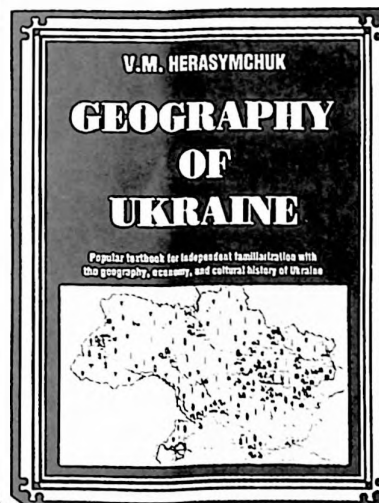 V.M. HERASYMCHUK
GEOGRAPHY
OF
UKRAINE
Popular textbook for independent familiarization with
the geography, economy, and cultural history of Ukraine